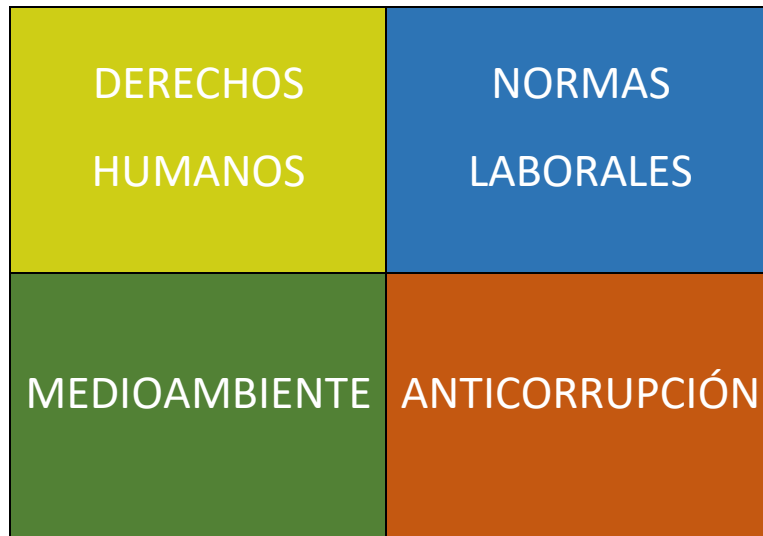 DERECHOS
HUMANOS
NORMAS
LABORALES
MEDIOAMBIENTE
ANTICORRUPCIÓN